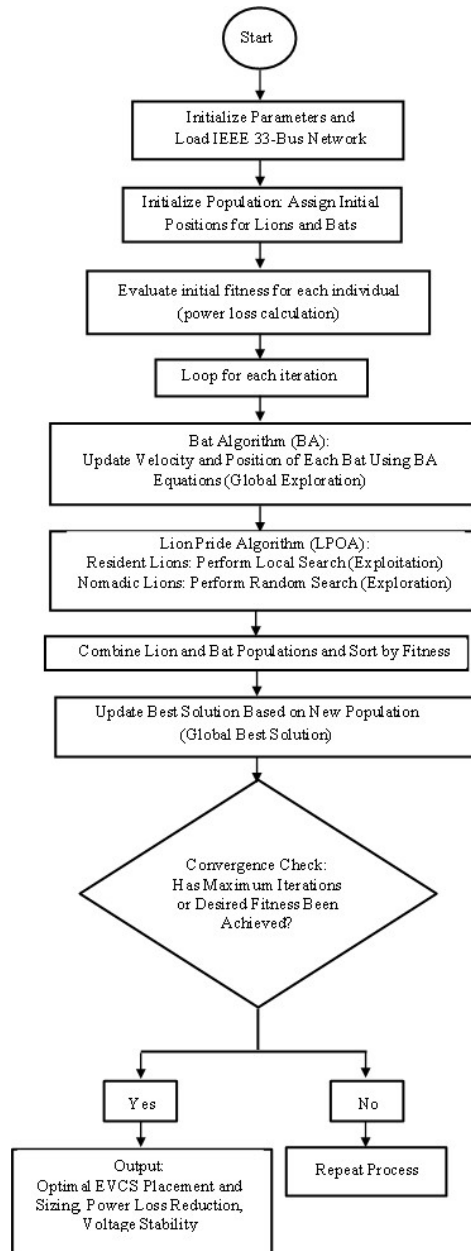 Start
Initialize Parameters and
Load IEEE 33-Bus Network
Initialize Population: Assign Initial
Positions for Lions and Bats
Evaluate initial fitness for each individual
(power loss calculation)
Loop for each iteration
Bat Algorithm (BA):
Update Velocity and Position of Each Bat Using BA
Equations (Global Exploration)
Lion Pride Algorithm (LPOA):
Resident Lions: Perform Local Search (Exploitation)
Nomadic Lions: Perform Random Search (Exploration)
Combine Lion and Bat Populations and Sort by Fitness
Update Best Solution Based on New Population
(Global Best Solution)
Convergence Check:
Has Maximum Iterations
or Desired Fitness Been
Achieved?
Yes
No
Output:
Optimal EVCS Placement and
Sizing, Power Loss Reduction,
Voltage Stability
Repeat Process